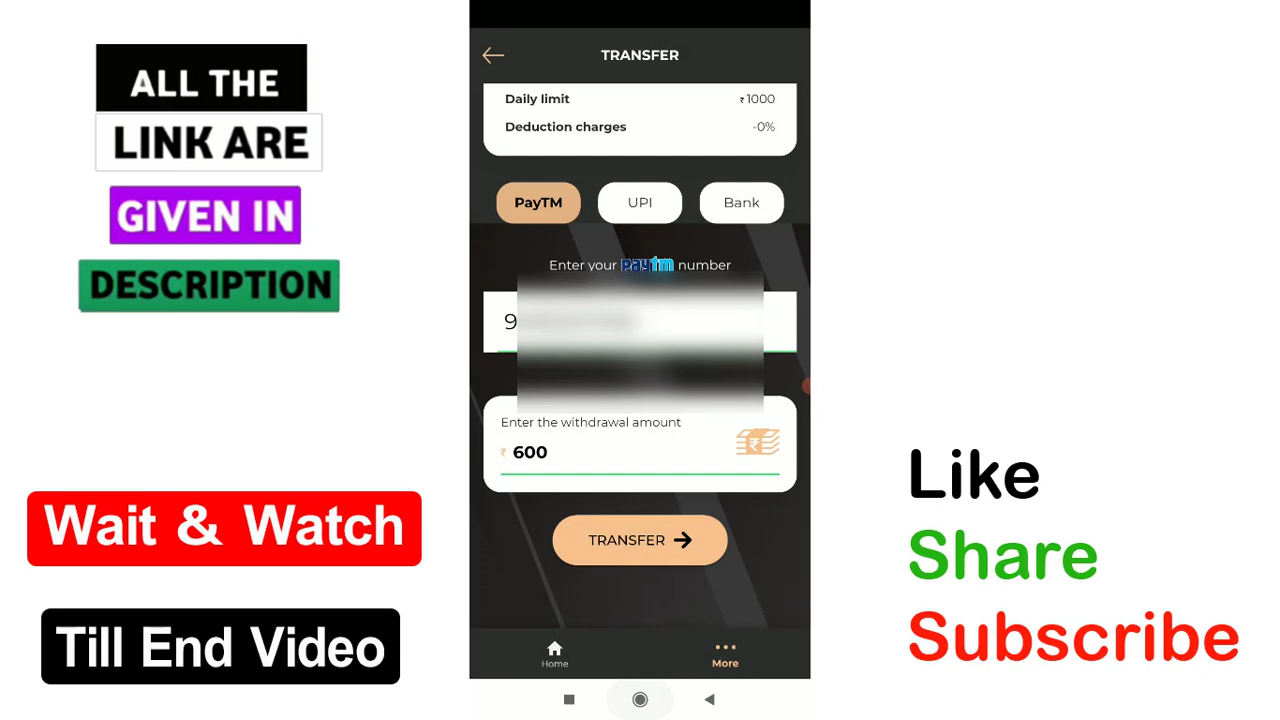 ALL THE
LINK ARE
GIVEN IN
DESCRIPTION
Wait & Watch
Till End Video
TRANSFER
Daily limit ₹1000
Deduction charges -0%
PayTM UPI Bank
Enter your paytm number
9
Enter the withdrawal amount
₹ 600
TRANSFER
Home More
Like
Share
Subscribe